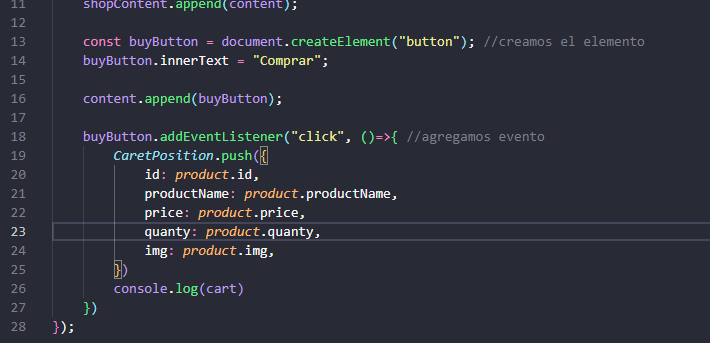 11 shopContent.append(content);
12
13 const buyButton = document.createElement("button"); //creamos el elemento
14 buyButton.innerText = "Comprar";
15
16 content.append(buyButton);
17
18 buyButton.addEventListener("click", ()=>{ //agregamos evento
19 CaretPosition.push({
20 id: product.id,
21 productName: product.productName,
22 price: product.price,
23 quanty: product.quanty,
24 img: product.img,
25 })
26 console.log(cart)
27 })
28 });